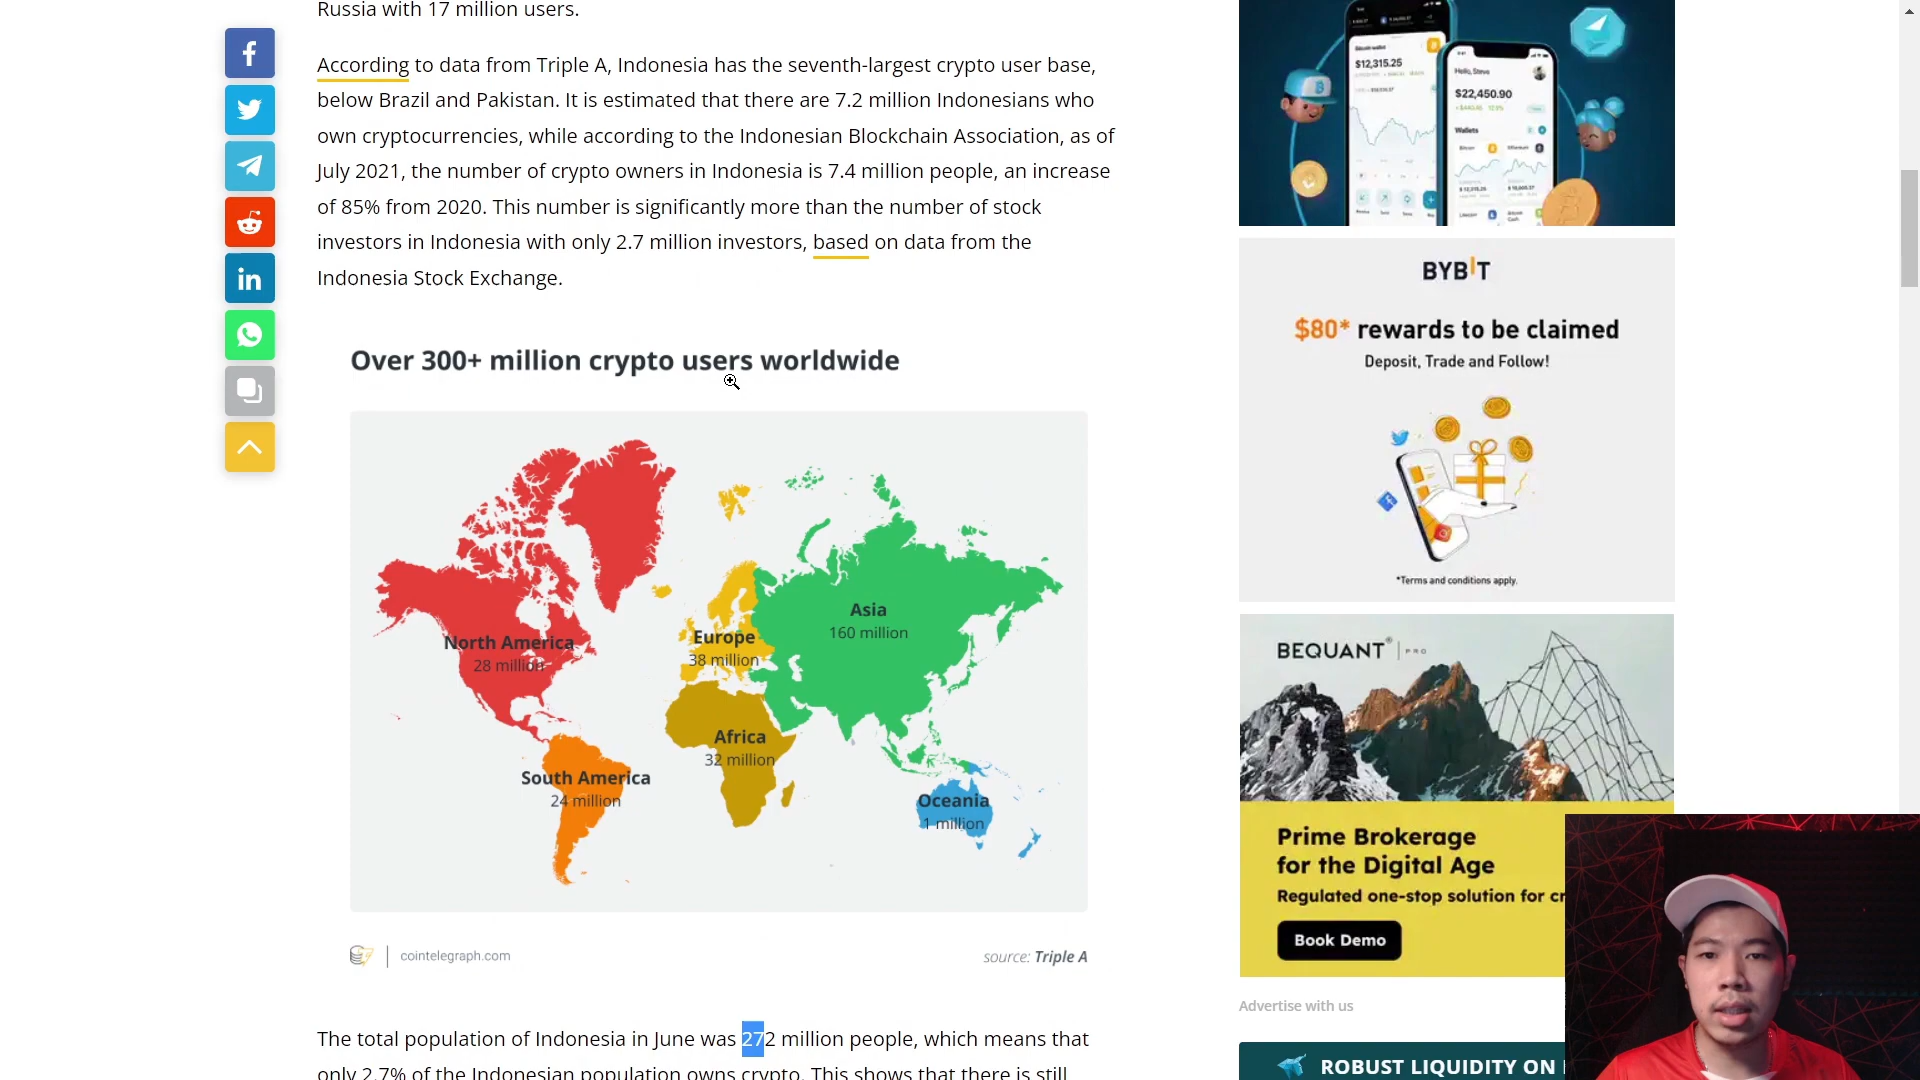 Russia with 17 million users.
According to data from Triple A, Indonesia has the seventh-largest crypto user base,
below Brazil and Pakistan. It is estimated that there are 7.2 million Indonesians who
own cryptocurrencies, while according to the Indonesian Blockchain Association, as of
July 2021, the number of crypto owners in Indonesia is 7.4 million people, an increase
of 85% from 2020. This number is significantly more than the number of stock
investors in Indonesia with only 2.7 million investors, based on data from the
Indonesia Stock Exchange.
Over 300+ million crypto users worldwide
North America
28 million
Europe
38 million
Asia
160 million
Africa
32 million
South America
24 million
Oceania
1 million
cointelegraph.com
source: Triple A
The total population of Indonesia in June was 272 million people, which means that
only 2.7% of the Indonesian population owns crypto. This shows that there is still
Bitcoin wallet
$12,315.25
Hello, Steve
$22,450.90
Wallets
BYBIT
$80* rewards to be claimed
Deposit, Trade and Follow!
*Terms and conditions apply.
BEQUANT PRO
Prime Brokerage
for the Digital Age
Regulated one-stop solution for
Book Demo
Advertise with us
ROBUST LIQUIDITY ON